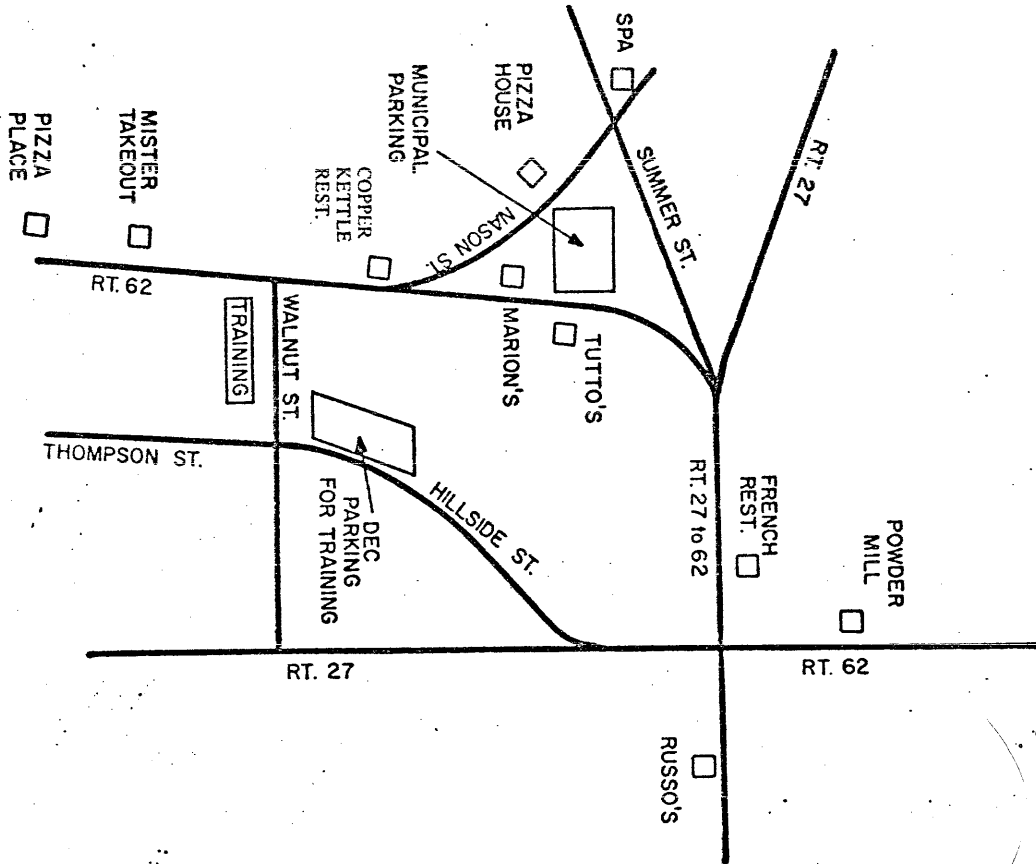 SPA
PIZZA
HOUSE
MUNICIPAL
PARKING
SUMMER ST.
RT. 27
MISTER
TAKEOUT
PIZZA
PLACE
COPPER
KETTLE
REST.
NASON ST.
RT. 62
TRAINING
WALNUT ST.
MARION'S
TUTTO'S
THOMPSON ST.
DEC
PARKING
FOR TRAINING
HILLSIDE ST.
RT. 27 to 62
FRENCH
REST.
POWDER
MILL
RT. 27
RT. 62
RUSSO'S